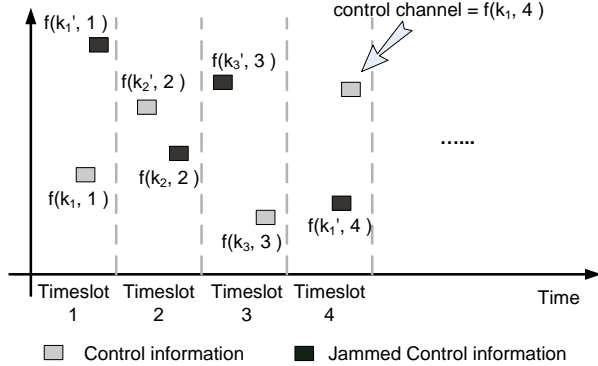 control channel = f(k₁, 4 )
f(k₁', 1 )
f(k₂', 2 )
f(k₃', 3 )
f(k₁, 1 )
f(k₂, 2 )
f(k₃, 3 )
f(k₁', 4 )
......
Timeslot
1
Timeslot
2
Timeslot
3
Timeslot
4
Time
Control information
Jammed Control information